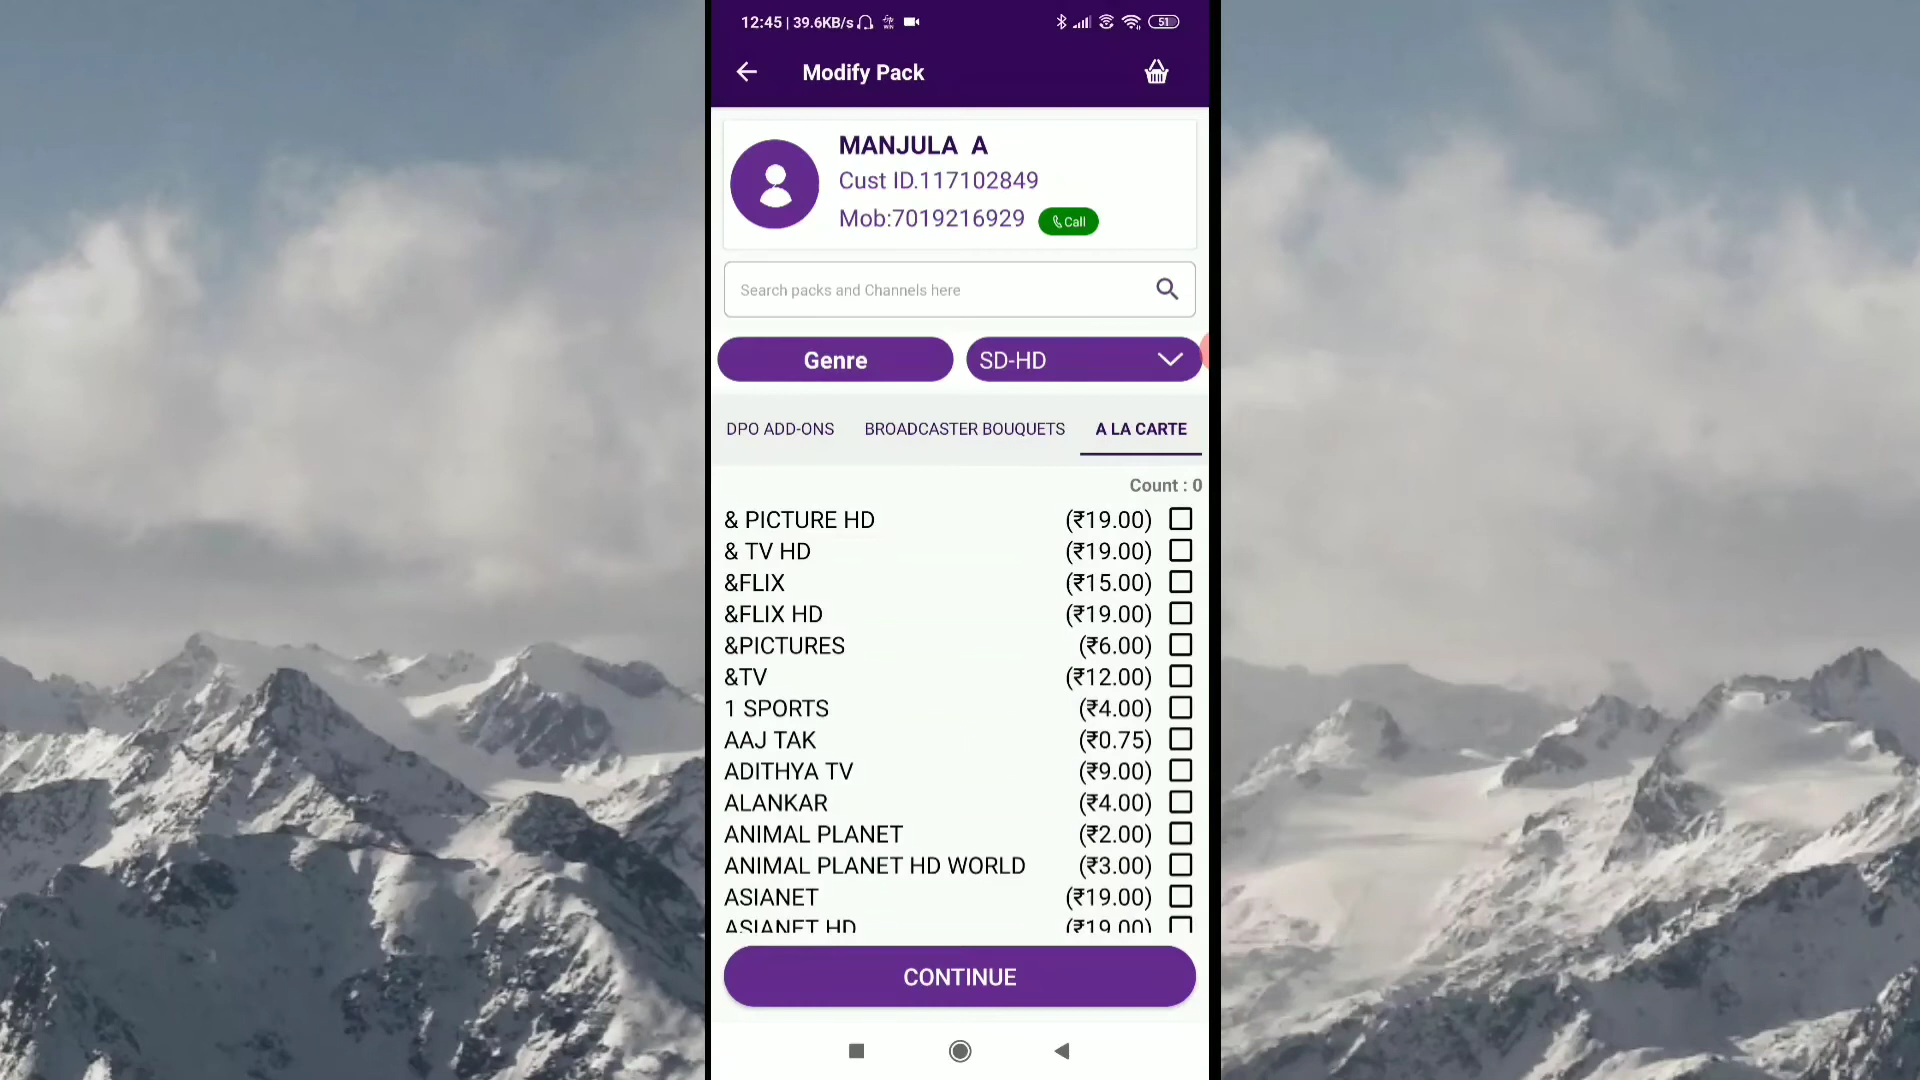 12:45 | 39.6KB/s 51
Modify Pack
MANJULA A
Cust ID.117102849
Mob:7019216929 Call
Search packs and Channels here
Genre SD-HD
DPO ADD-ONS BROADCASTER BOUQUETS A LA CARTE
Count : 0
& PICTURE HD (₹19.00)
& TV HD (₹19.00)
&FLIX (₹15.00)
&FLIX HD (₹19.00)
&PICTURES (₹6.00)
&TV (₹12.00)
1 SPORTS (₹4.00)
AAJ TAK (₹0.75)
ADITHYA TV (₹9.00)
ALANKAR (₹4.00)
ANIMAL PLANET (₹2.00)
ANIMAL PLANET HD WORLD (₹3.00)
ASIANET (₹19.00)
ASIANET HD (₹19.00)
CONTINUE